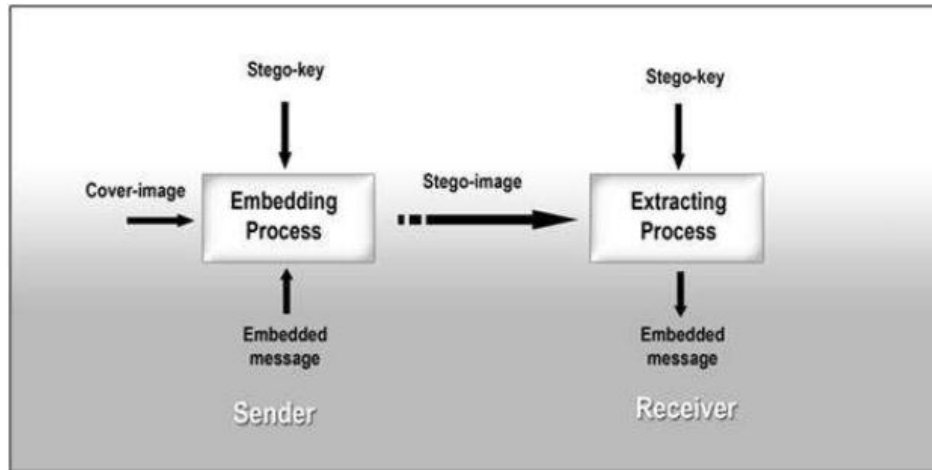 Stego-key
Stego-key
Cover-image
Embedding
Process
Stego-image
Extracting
Process
Embedded
message
Embedded
message
Sender
Receiver